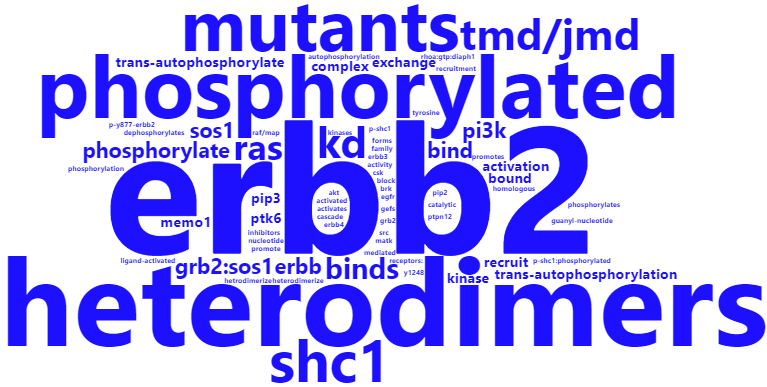 mutants
tmd/jmd
autophosphorylation
rhoa:gtp:diaph1
trans-autophosphorylate
complex
exchange
recruitment
phosphorylated
tyrosine
p-y877-erbb2
dephosphorylates
sos1
raf/map
kinases
p-shc1
pi3k
phosphorylate
ras
kd
forms
family
erbb3
activity
csk
block
brk
egfr
gefs
grb2
src
matk
mediated
bind
promotes
activation
bound
homologous
phosphorylation
erbb2
akt
activated
activates
cascade
erbb4
pip2
catalytic
ptpn12
pip3
memo1
ptk6
inhibitors
nucleotide
promote
phosphorylates
guanyl-nucleotide
ligand-activated
grb2:sos1
erbb
binds
receptors:
y1248
recruit
p-shc1:phosphorylated
kinase
trans-autophosphorylation
hetrodimerizeheterodimerize
heterodimers
shc1